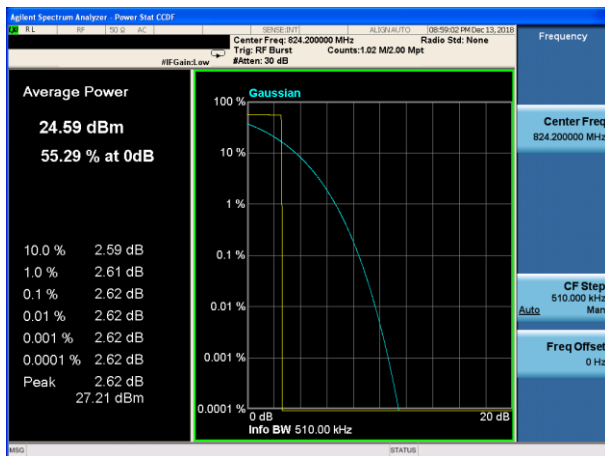 Agilent Spectrum Analyzer - Power Stat CCDF
RL RF 50 Ω AC SENSE:INT ALIGNAUTO 08:59:02 PM Dec 13, 2018
Center Freq: 824.200000 MHz Radio Std: None
Trig: RF Burst Counts:1.02 M/2.00 Mpt
#IFGain:Low #Atten: 30 dB
Frequency
Average Power
24.59 dBm
55.29 % at 0dB
10.0 % 2.59 dB
1.0 % 2.61 dB
0.1 % 2.62 dB
0.01 % 2.62 dB
0.001 % 2.62 dB
0.0001 % 2.62 dB
Peak 2.62 dB
27.21 dBm
Gaussian
100 %
10 %
1 %
0.1 %
0.01 %
0.001 %
0.0001 %
0 dB 20 dB
Info BW 510.00 kHz
Center Freq
824.200000 MHz
CF Step
510.000 kHz
Auto Man
Freq Offset
0 Hz
MSG STATUS